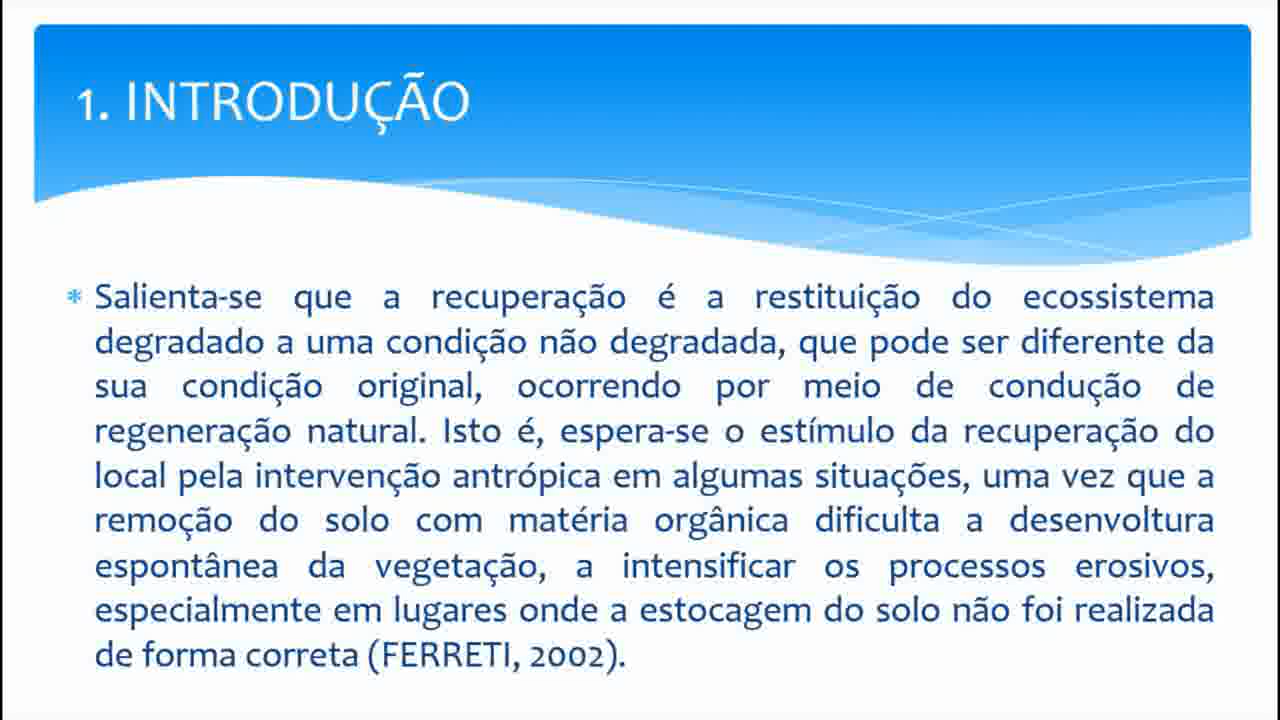 1. INTRODUÇÃO
Salienta-se que a recuperação é a restituição do ecossistema
degradado a uma condição não degradada, que pode ser diferente da
sua condição original, ocorrendo por meio de condução de
regeneração natural. Isto é, espera-se o estímulo da recuperação do
local pela intervenção antrópica em algumas situações, uma vez que a
remoção do solo com matéria orgânica dificulta a desenvoltura
espontânea da vegetação, a intensificar os processos erosivos,
especialmente em lugares onde a estocagem do solo não foi realizada
de forma correta (FERRETI, 2002).